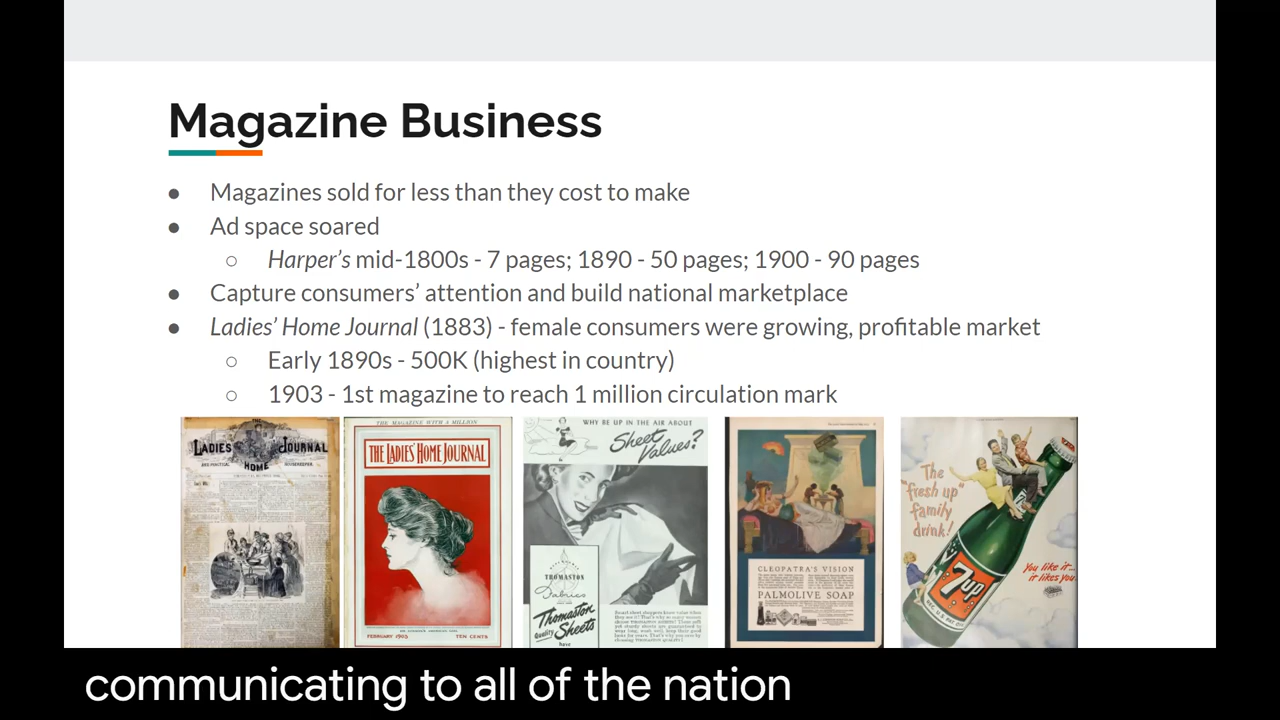 Magazine Business
● Magazines sold for less than they cost to make
● Ad space soared
○ Harper's mid-1800s - 7 pages; 1890 - 50 pages; 1900 - 90 pages
● Capture consumers' attention and build national marketplace
● Ladies' Home Journal (1883) - female consumers were growing, profitable market
○ Early 1890s - 500K (highest in country)
○ 1903 - 1st magazine to reach 1 million circulation mark
LADIES JOURNAL
HOME
THE MAGAZINE WITH A MILLION
THE LADIES' HOME JOURNAL
FEBRUARY 1903 TEN CENTS
WHY BE UP IN THE AIR ABOUT
Sheet
Values?
THOMASTON
Fabrics
Thomaston
Quality Sheets
CLEOPATRA'S VISION
PALMOLIVE SOAP
The
"fresh up"
family
drink!
7up
You like it...
it likes you!
communicating to all of the nation